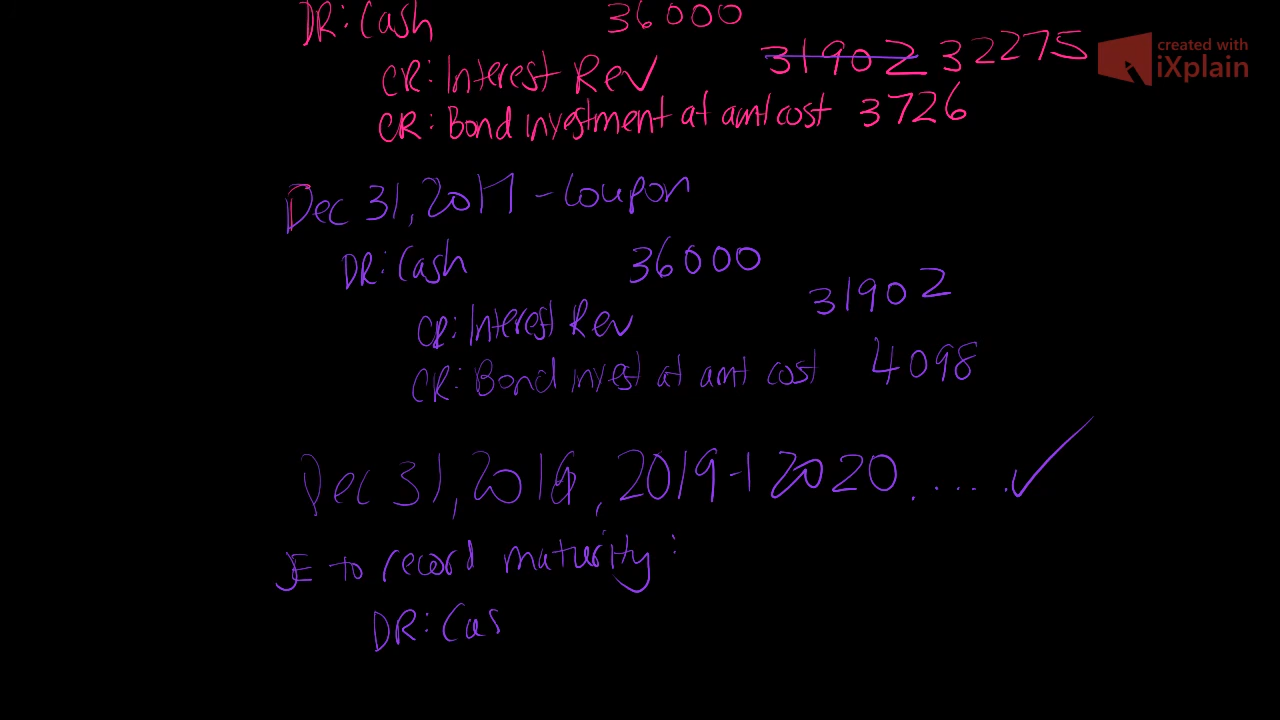 DR: Cash 36000
created with
iXplain
CR: Interest Rev 31902 32275
CR: Bond investment at amt cost 3726
Dec 31, 2017 - Coupon
DR: Cash 36000
CR: Interest Rev 31902
CR: Bond invest at amt cost 4098
Dec 31, 2018, 2019 + 2020 ..... ✓
JE to record maturity:
DR: Cas